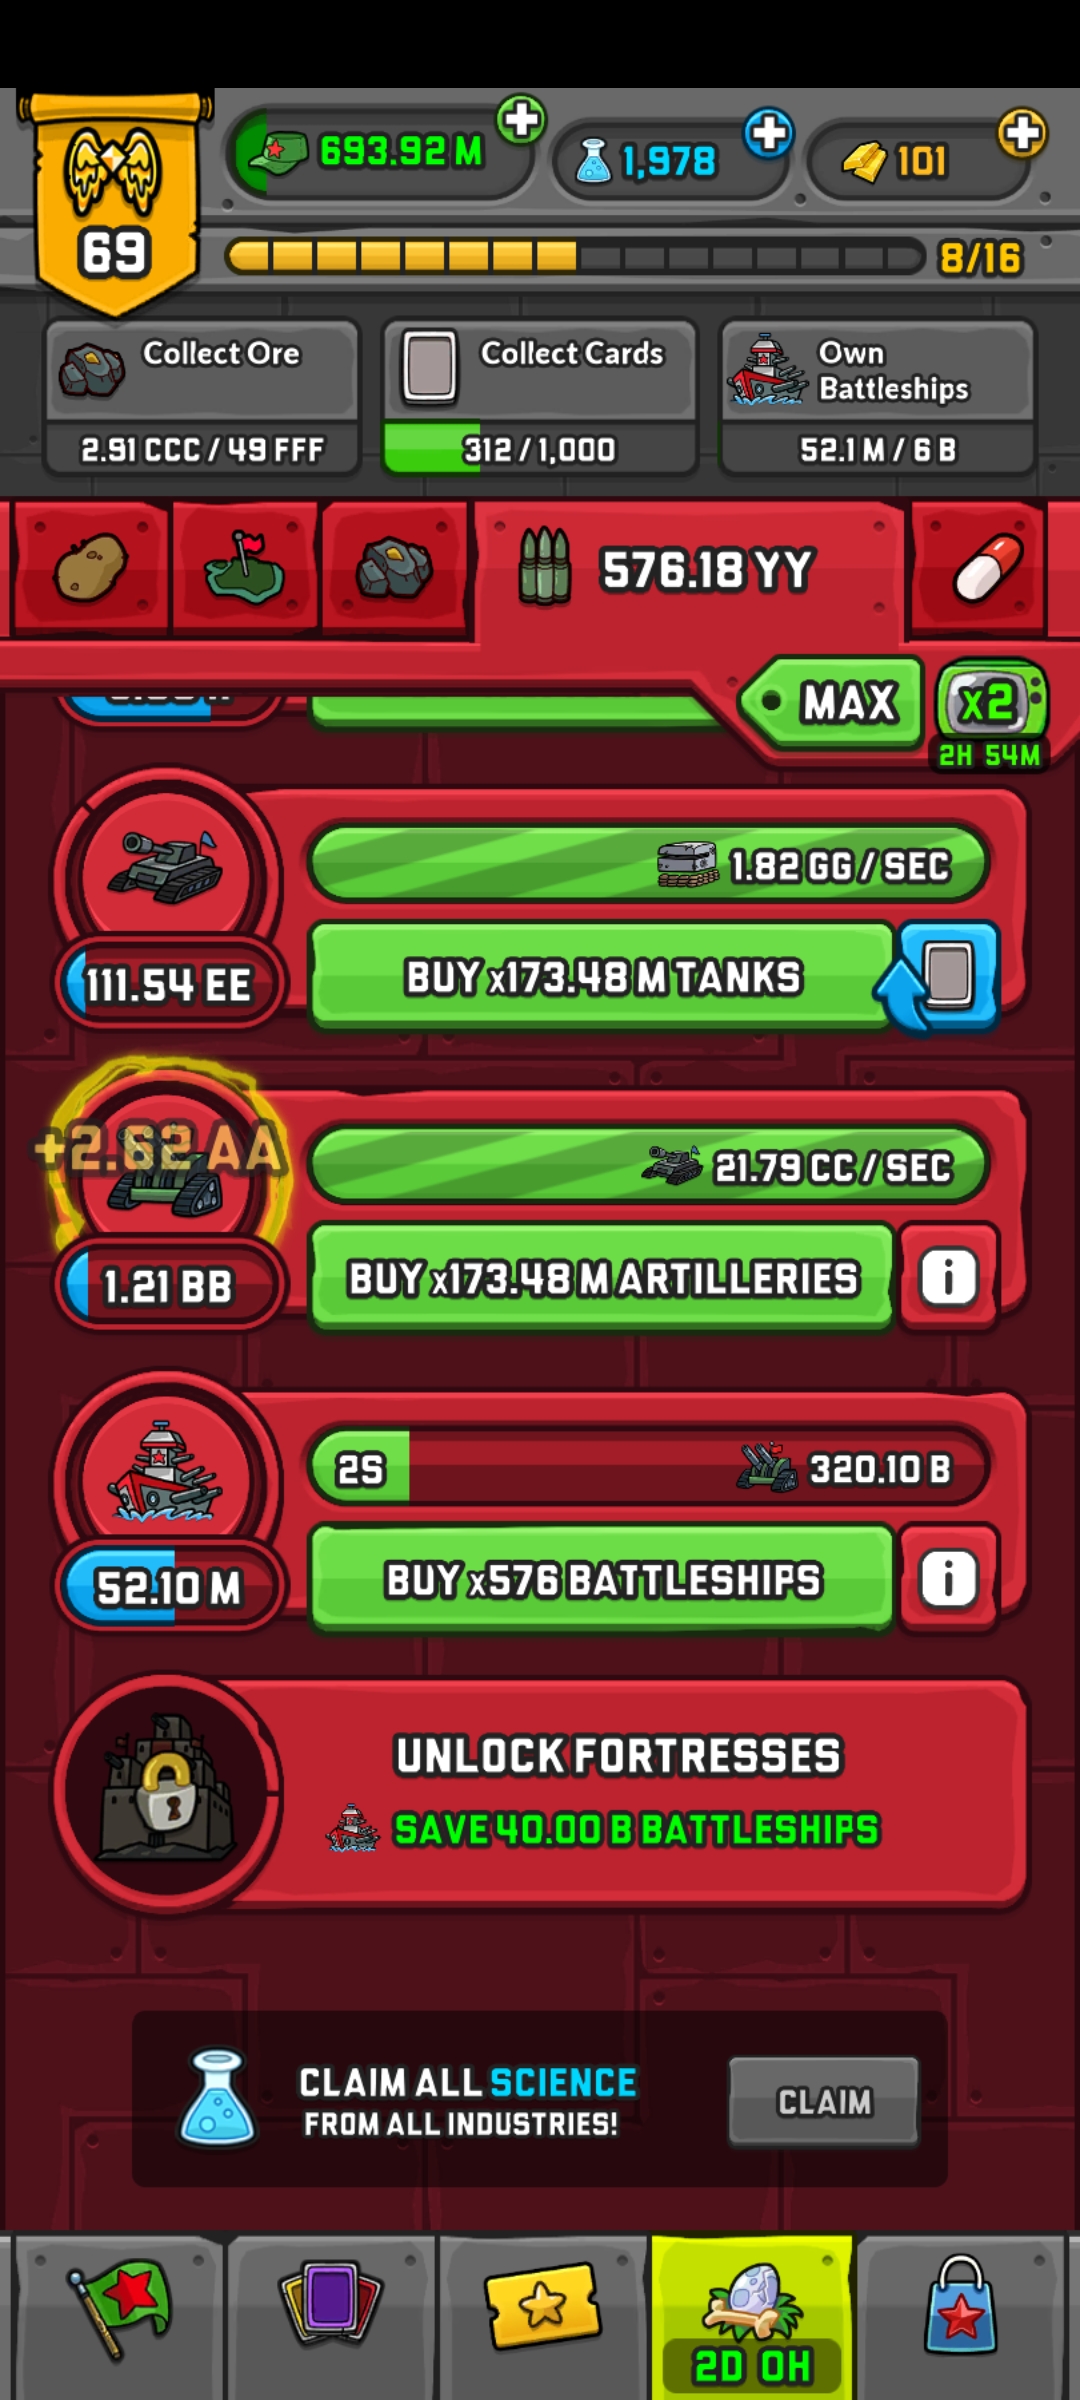 69
693.92 M
1,978
101
8/16
Collect Ore
2.91 CCC / 49 FFF
Collect Cards
312 / 1,000
Own
Battleships
52.1 M / 6 B
576.18 YY
MAX
x2
2H 54M
1.82 GG / SEC
111.54 EE
BUY x173.48 M TANKS
+2.62 AA
21.79 CC / SEC
1.21 BB
BUY x173.48 M ARTILLERIES
i
2S
320.10 B
52.10 M
BUY x576 BATTLESHIPS
i
UNLOCK FORTRESSES
SAVE 40.00 B BATTLESHIPS
CLAIM ALL SCIENCE
FROM ALL INDUSTRIES!
CLAIM
2D 0H